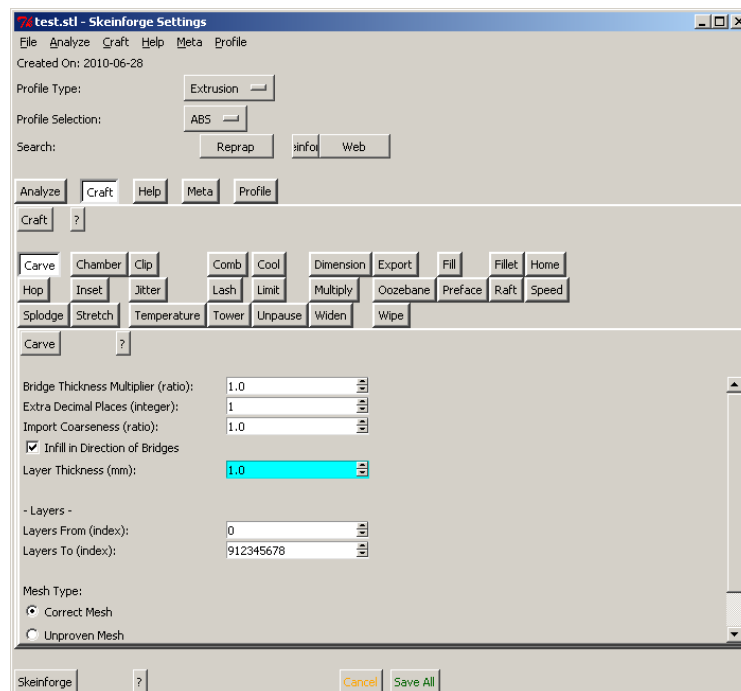 test.stl - Skeinforge Settings
File Analyze Craft Help Meta Profile
Created On: 2010-06-28
Profile Type: Extrusion
Profile Selection: ABS
Search: Reprap Web
Analyze Craft Help Meta Profile
Craft ?
Carve Chamber Clip Comb Cool Dimension Export Fill Fillet Home
Hop Inset Jitter Lash Limit Multiply Oozebane Preface Raft Speed
Splodge Stretch Temperature Tower Unpause Widen Wipe
Carve ?
Bridge Thickness Multiplier (ratio): 1.0
Extra Decimal Places (integer): 1
Import Coarseness (ratio): 1.0
Infill in Direction of Bridges
Layer Thickness (mm): 1.0
- Layers -
Layers From (index): 0
Layers To (index): 912345678
Mesh Type:
Correct Mesh
Unproven Mesh
Skeinforge ? Cancel Save All